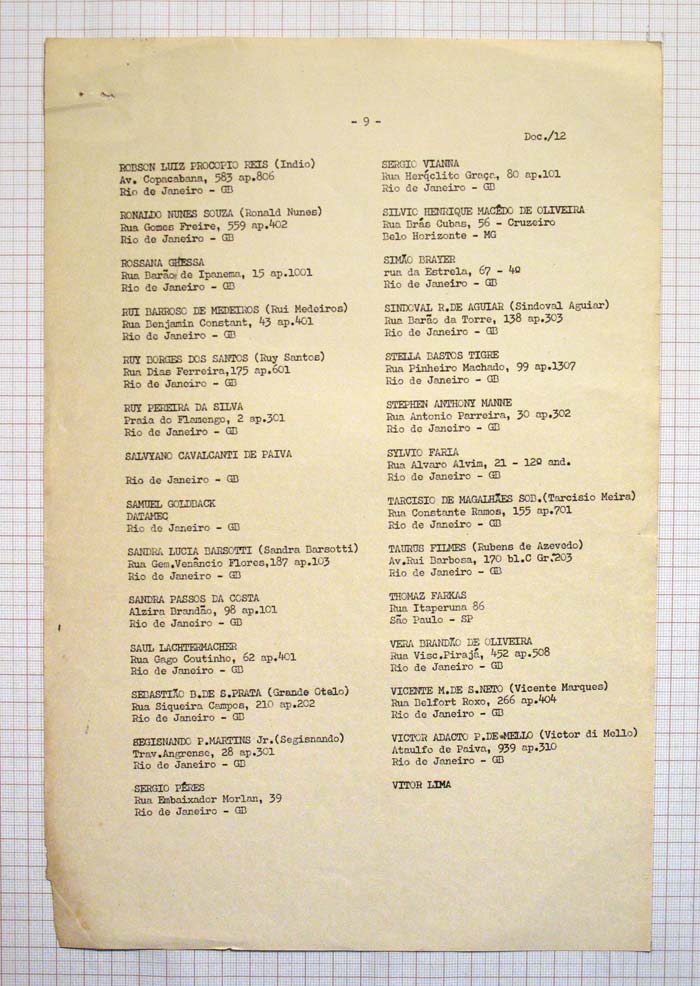 - 9 -
Doc./12
ROBSON LUIZ PROCOPIO REIS (Indio)
Av. Copacabana, 583 ap.806
Rio de Janeiro - GB
RONALDO NUNES SOUZA (Ronald Nunes)
Rua Gomes Freire, 559 ap.402
Rio de Janeiro - GB
ROSSANA GHESSA
Rua Barão de Ipanema, 15 ap.1001
Rio de Janeiro - GB
RUI BARROSO DE MEDEIROS (Rui Medeiros)
Rua Benjamin Constant, 43 ap.401
Rio de Janeiro - GB
RUY BORGES DOS SANTOS (Ruy Santos)
Rua Dias Ferreira,175 ap.601
Rio de Janeiro - GB
RUY PEREIRA DA SILVA
Praia do Flamengo, 2 ap.301
Rio de Janeiro - GB
SALVYANO CAVALCANTI DE PAIVA
Rio de Janeiro - GB
SAMUEL GOLDBACK
DATAMEC
Rio de Janeiro - GB
SANDRA LUCIA BARSOTTI (Sandra Barsotti)
Rua Gem.Venâncio Flores,187 ap.103
Rio de Janeiro - GB
SANDRA PASSOS DA COSTA
Alzira Brandão, 98 ap.101
Rio de Janeiro - GB
SAUL LACHTERMACHER
Rua Gago Coutinho, 62 ap.401
Rio de Janeiro - GB
SEBASTIÃO B.DE S.PRATA (Grande Otelo)
Rua Siqueira Campos, 210 ap.202
Rio de Janeiro - GB
SEGISNANDO P.MARTINS Jr.(Segisnando)
Trav.Angrense, 28 ap.301
Rio de Janeiro - GB
SERGIO PÉRES
Rua Embaixador Morlan, 39
Rio de Janeiro - GB
SERGIO VIANNA
Rua Heráclito Graça, 80 ap.101
Rio de Janeiro - GB
SILVIO HENRIQUE MACÊDO DE OLIVEIRA
Rua Brás Cubas, 56 - Cruzeiro
Belo Horizonte - MG
SIMÃO BRAYER
rua da Estrela, 67 - 4º
Rio de Janeiro - GB
SINDOVAL R.DE AGUIAR (Sindoval Aguiar)
Rua Barão da Torre, 138 ap.303
Rio de Janeiro - GB
STELLA BASTOS TIGRE
Rua Pinheiro Machado, 99 ap.1307
Rio de Janeiro - GB
STEPHEN ANTHONY MANNE
Rua Antonio Parreira, 30 ap.302
Rio de Janeiro - GB
SYLVIO FARIA
Rua Alvaro Alvim, 21 - 12º and.
Rio de Janeiro - GB
TARCISIO DE MAGALHÃES SOB.(Tarcisio Meira)
Rua Constante Ramos, 155 ap.701
Rio de Janeiro - GB
TAURUS FILMES (Rubens de Azevedo)
Av.Rui Barbosa, 170 bl.C Gr.203
Rio de Janeiro - GB
THOMAZ FARKAS
Rua Itaperuna 86
São Paulo - SP
VERA BRANDÃO DE OLIVEIRA
Rua Visc.Pirajá, 452 ap.508
Rio de Janeiro - GB
VICENTE M.DE S.NETO (Vicente Marques)
Rua Belfort Roxo, 266 ap.404
Rio de Janeiro - GB
VICTOR ADACTO P.DE MELLO (Victor di Mello)
Ataulfo de Paiva, 939 ap.310
Rio de Janeiro - GB
VITOR LIMA